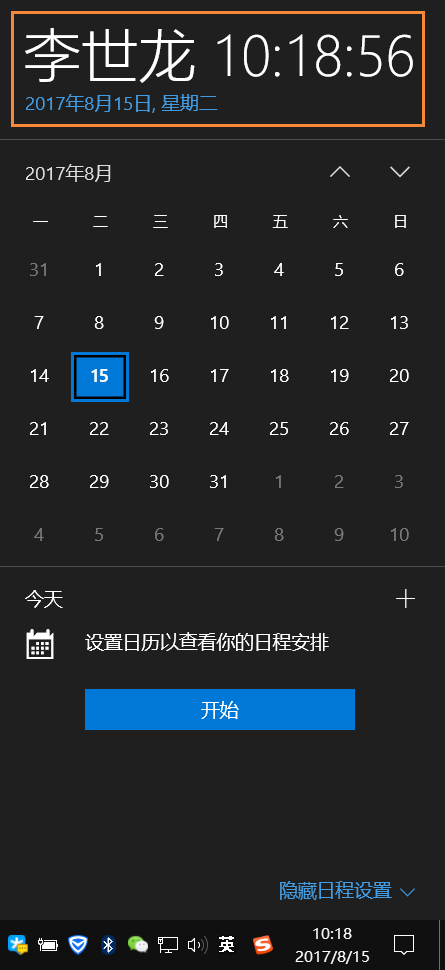 李世龙 10:18:56
2017年8月15日, 星期二
2017年8月
一 二 三 四 五 六 日
31 1 2 3 4 5 6
7 8 9 10 11 12 13
14 15 16 17 18 19 20
21 22 23 24 25 26 27
28 29 30 31 1 2 3
4 5 6 7 8 9 10
今天
设置日历以查看你的日程安排
开始
隐藏日程设置
英 S 10:18
2017/8/15